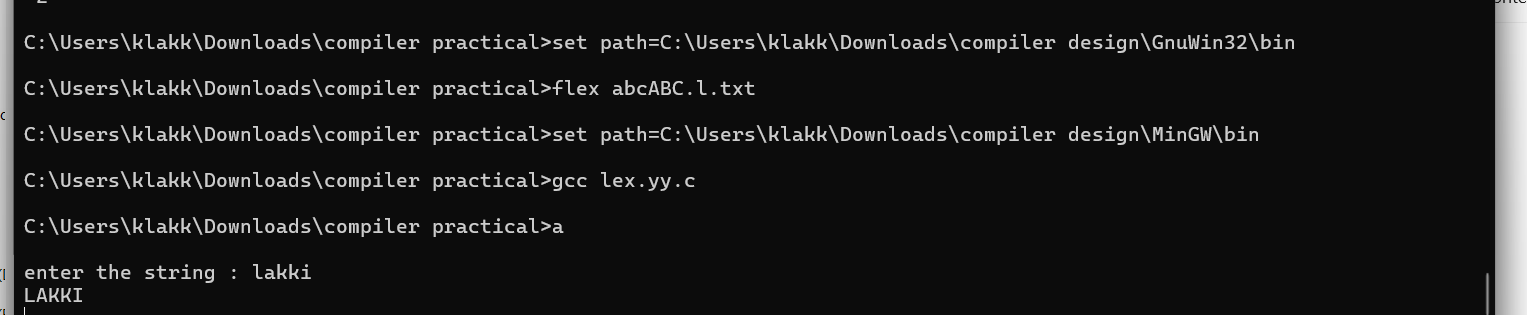 C:\Users\klakk\Downloads\compiler practical>set path=C:\Users\klakk\Downloads\compiler design\GnuWin32\bin
C:\Users\klakk\Downloads\compiler practical>flex abcABC.l.txt
C:\Users\klakk\Downloads\compiler practical>set path=C:\Users\klakk\Downloads\compiler design\MinGW\bin
C:\Users\klakk\Downloads\compiler practical>gcc lex.yy.c
C:\Users\klakk\Downloads\compiler practical>a
enter the string : lakki
LAKKI